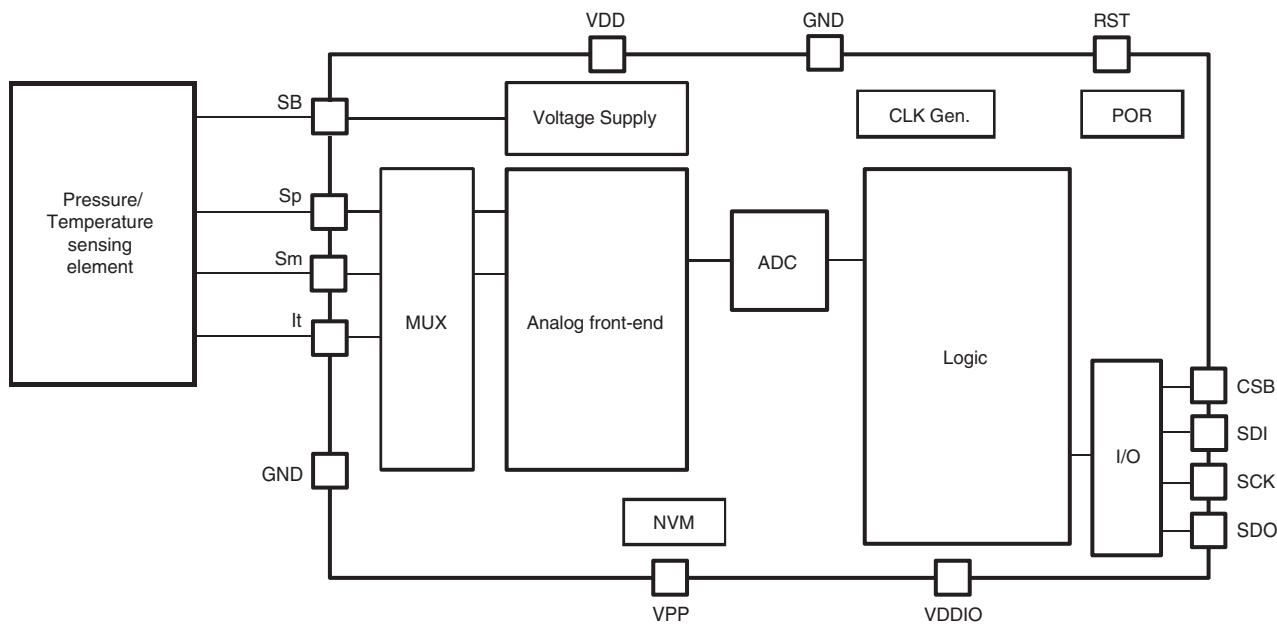 VDD
GND
RST
SB
Voltage Supply
CLK Gen.
POR
Pressure/
Temperature
sensing
element
Sp
Sm
It
MUX
Analog front-end
ADC
Logic
I/O
CSB
SDI
SCK
SDO
GND
NVM
VPP
VDDIO